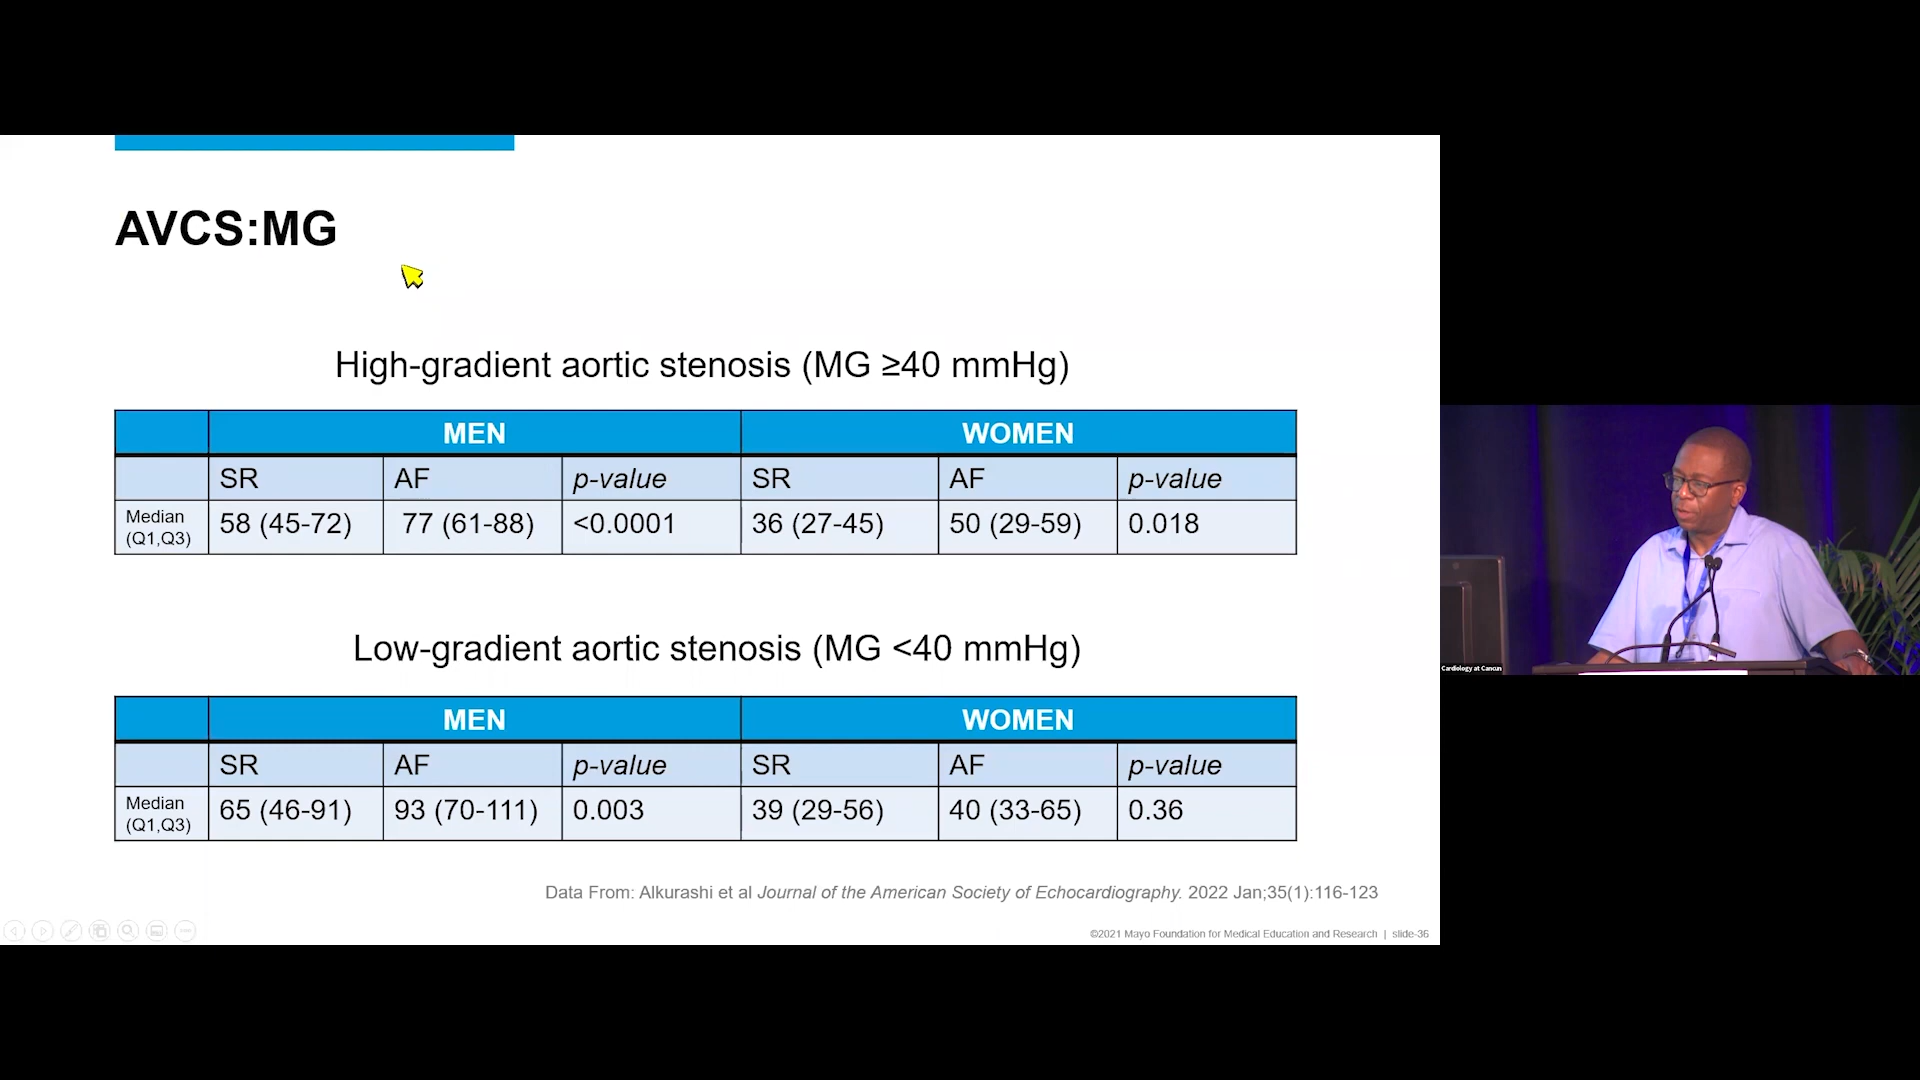 AVCS:MG
High-gradient aortic stenosis (MG ≥40 mmHg)
MEN WOMEN
SR AF p-value SR AF p-value
Median (Q1,Q3) 58 (45-72) 77 (61-88) <0.0001 36 (27-45) 50 (29-59) 0.018
Low-gradient aortic stenosis (MG <40 mmHg)
MEN WOMEN
SR AF p-value SR AF p-value
Median (Q1,Q3) 65 (46-91) 93 (70-111) 0.003 39 (29-56) 40 (33-65) 0.36
Data From: Alkurashi et al Journal of the American Society of Echocardiography. 2022 Jan;35(1):116-123
©2021 Mayo Foundation for Medical Education and Research | slide-36
Cardiology at Cancun